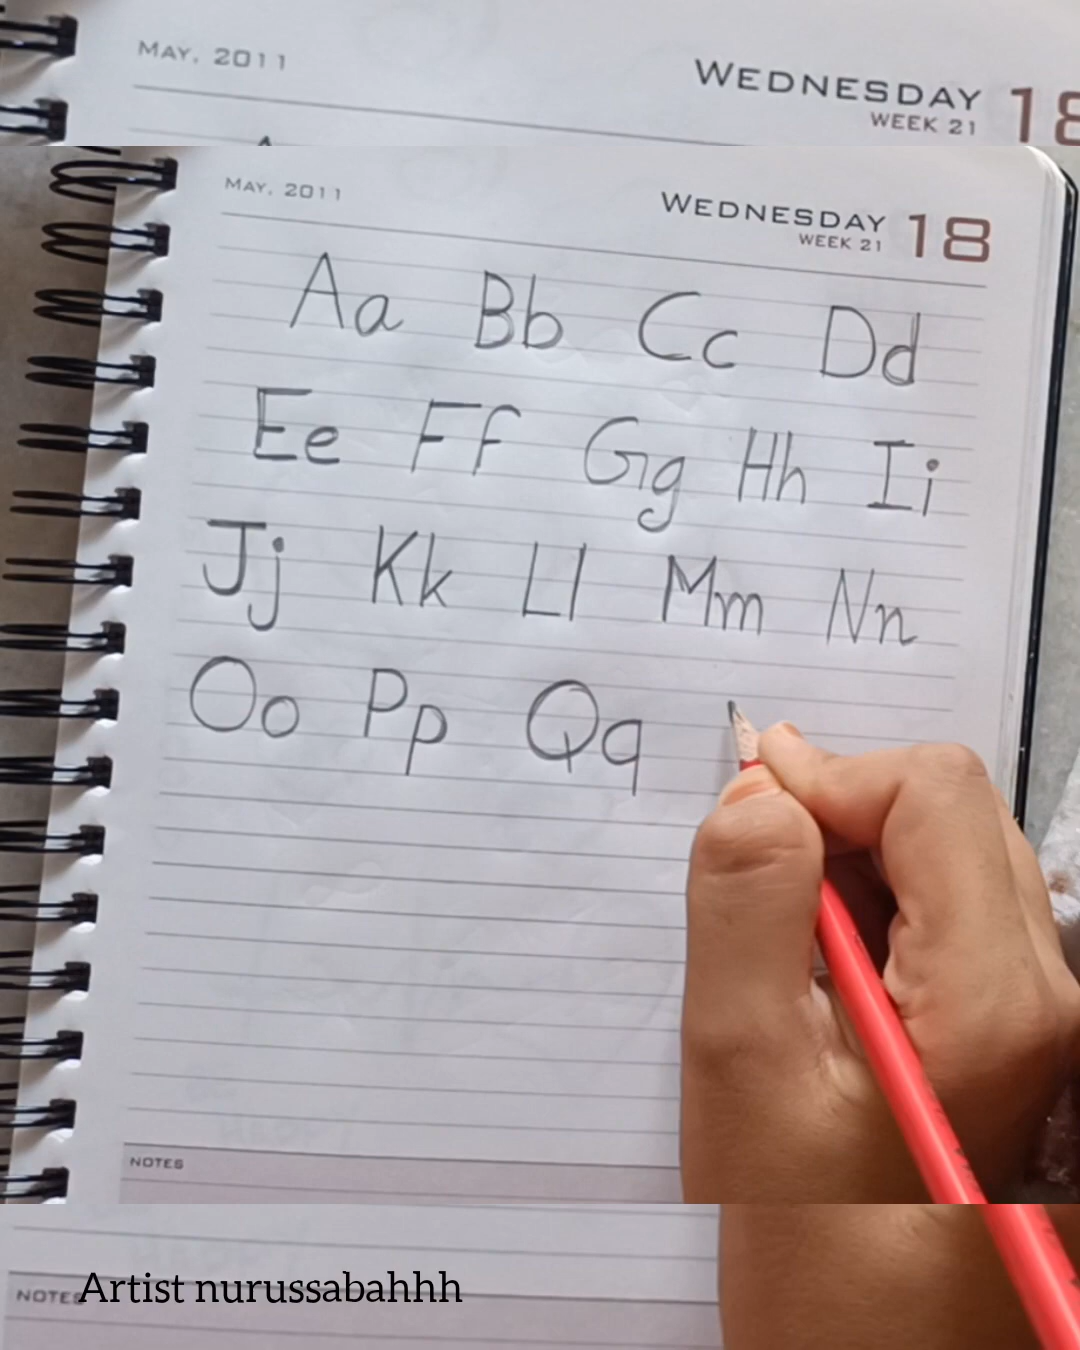 MAY, 2011
WEDNESDAY 18
WEEK 21
MAY, 2011
WEDNESDAY 18
WEEK 21
Aa Bb Cc Dd
Ee Ff Gg Hh Ii
Jj Kk Ll Mm Nn
Oo Pp Qq
NOTES
NOTES
Artist nurussabahhh